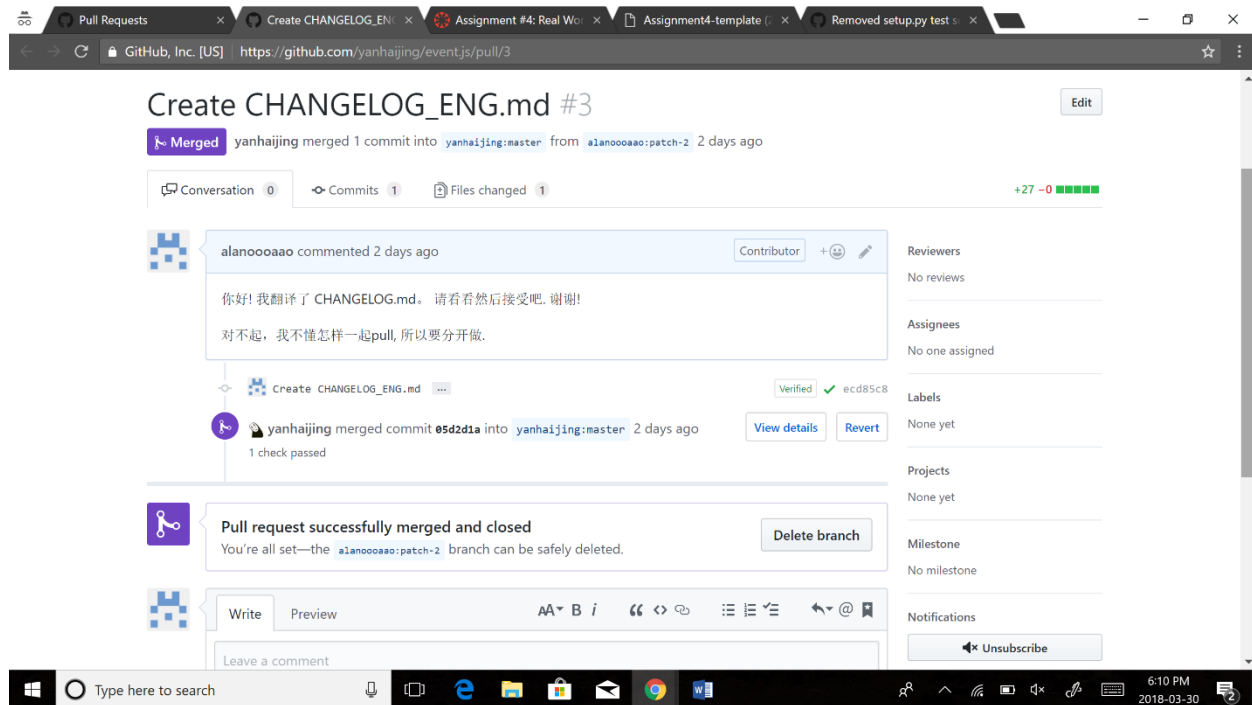 Pull Requests
Create CHANGELOG_ENG
Assignment #4: Real Wor
Assignment4-template (2
Removed setup.py test s
GitHub, Inc. [US] | https://github.com/yanhaijing/event.js/pull/3
Create CHANGELOG_ENG.md #3
Edit
Merged yanhaijing merged 1 commit into yanhaijing:master from alanoooaao:patch-2 2 days ago
Conversation 0 Commits 1 Files changed 1 +27 −0
alanoooaao commented 2 days ago Contributor
你好! 我翻译了 CHANGELOG.md。 请看看然后接受吧. 谢谢!
对不起，我不懂怎样一起pull, 所以要分开做.
Create CHANGELOG_ENG.md ... Verified ecd85c8
yanhaijing merged commit 05d2d1a into yanhaijing:master 2 days ago View details Revert
1 check passed
Pull request successfully merged and closed
You're all set—the alanoooaao:patch-2 branch can be safely deleted.
Delete branch
Write Preview AA B i
Leave a comment
Reviewers
No reviews
Assignees
No one assigned
Labels
None yet
Projects
None yet
Milestone
No milestone
Notifications
Unsubscribe
Type here to search
6:10 PM
2018-03-30
2